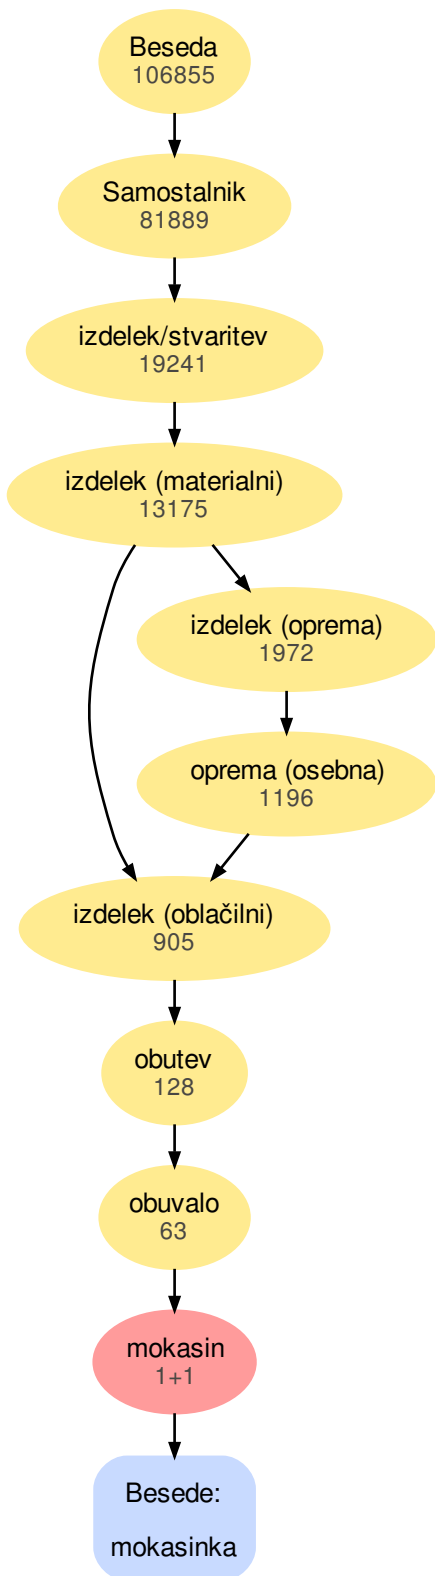 Beseda
106855
Samostalnik
81889
izdelek/stvaritev
19241
izdelek (materialni)
13175
izdelek (oprema)
1972
oprema (osebna)
1196
izdelek (oblačilni)
905
obutev
128
obuvalo
63
mokasin
1+1
Besede:
mokasinka